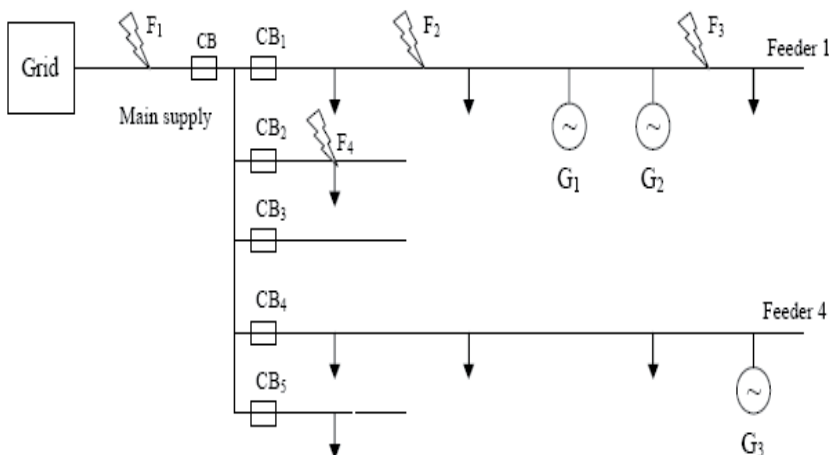 F1
CB
CB1
F2
F3
Feeder 1
Grid
Main supply
CB2
F4
~
~
G1
G2
CB3
CB4
Feeder 4
CB5
~
G3